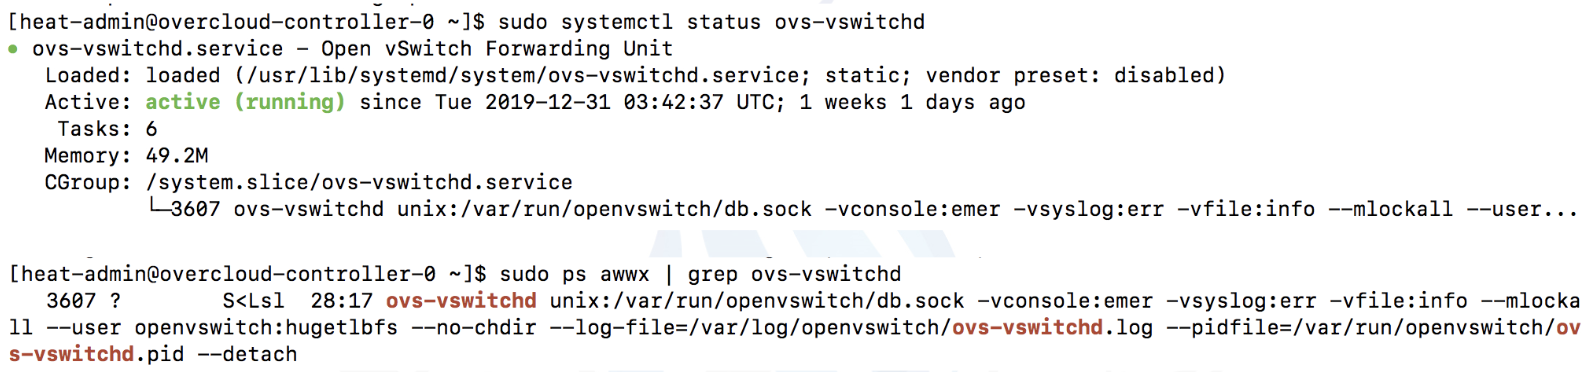 [heat-admin@overcloud-controller-0 ~]$ sudo systemctl status ovs-vswitchd
● ovs-vswitchd.service - Open vSwitch Forwarding Unit
   Loaded: loaded (/usr/lib/systemd/system/ovs-vswitchd.service; static; vendor preset: disabled)
   Active: active (running) since Tue 2019-12-31 03:42:37 UTC; 1 weeks 1 days ago
    Tasks: 6
   Memory: 49.2M
   CGroup: /system.slice/ovs-vswitchd.service
           └─3607 ovs-vswitchd unix:/var/run/openvswitch/db.sock -vconsole:emer -vsyslog:err -vfile:info --mlockall --user...
[heat-admin@overcloud-controller-0 ~]$ sudo ps awwx | grep ovs-vswitchd
   3607 ?        S<Lsl  28:17 ovs-vswitchd unix:/var/run/openvswitch/db.sock -vconsole:emer -vsyslog:err -vfile:info --mlocka
ll --user openvswitch:hugetlbfs --no-chdir --log-file=/var/log/openvswitch/ovs-vswitchd.log --pidfile=/var/run/openvswitch/ov
s-vswitchd.pid --detach